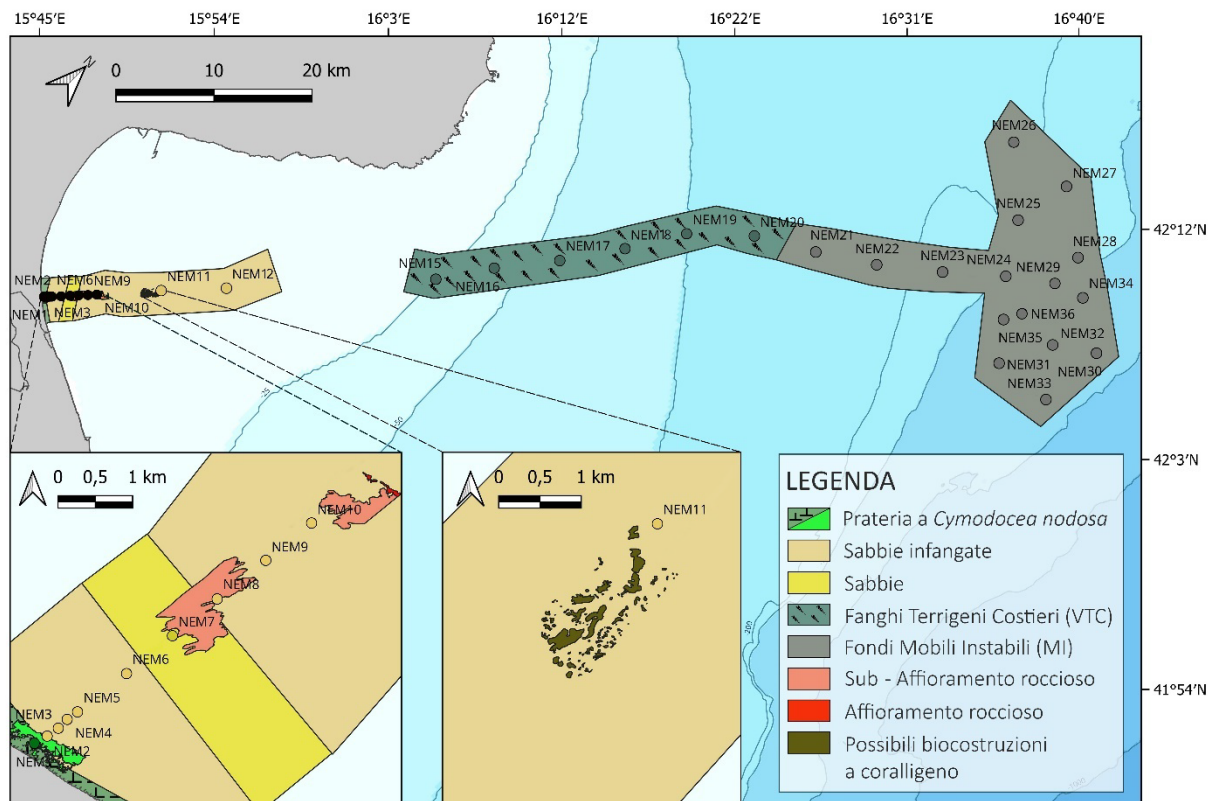 15°45'E 15°54'E 16°3'E 16°12'E 16°22'E 16°31'E 16°40'E
N
0 10 20 km
NEM26
NEM27
NEM25
NEM19
NEM18 NEM20
NEM28
42°12'N
NEM17 NEM21
NEM15 NEM22
NEM23 NEM24
NEM2 NEM6 NEM9 NEM11 NEM12
NEM16
NEM29
NEM34
NEM1 NEM3 NEM10
NEM36
NEM35 NEM32
NEM31 NEM30
NEM33
-25
-50
42°3'N
0 0,5 1 km
NEM10
NEM9
NEM8
NEM7
NEM6
NEM5
NEM3
NEM4
NEM2
0 0,5 1 km
NEM11
-200
LEGENDA
Prateria a Cymodocea nodosa
Sabbie infangate
Sabbie
Fanghi Terrigeni Costieri (VTC)
Fondi Mobili Instabili (MI)
Sub - Affioramento roccioso
Affioramento roccioso
Possibili biocostruzioni
a coralligeno
41°54'N